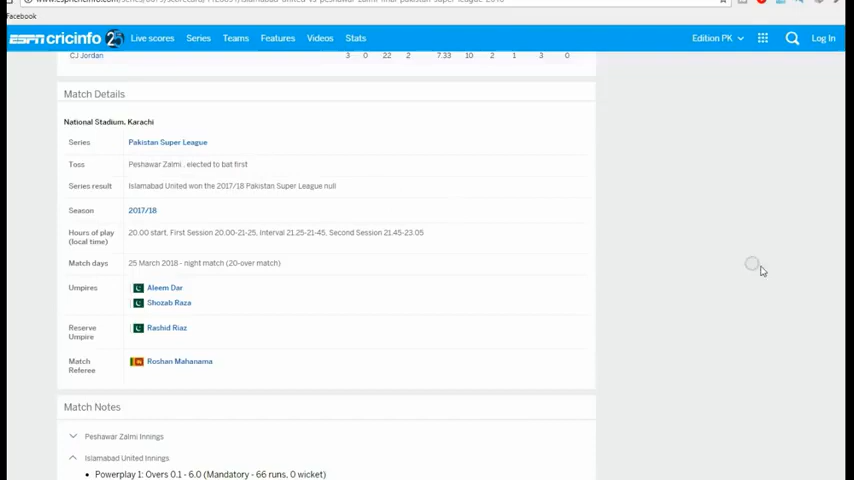 Facebook
ESPN cricinfo Live scores Series Teams Features Videos Stats Edition PK Log In
CJ Jordan 3 0 22 2 7.33 10 2 1 3 0
Match Details
National Stadium, Karachi
Series Pakistan Super League
Toss Peshawar Zalmi , elected to bat first
Series result Islamabad United won the 2017/18 Pakistan Super League null
Season 2017/18
Hours of play (local time) 20.00 start, First Session 20.00-21-25, Interval 21.25-21-45, Second Session 21.45-23.05
Match days 25 March 2018 - night match (20-over match)
Umpires Aleem Dar
Shozab Raza
Reserve Umpire Rashid Riaz
Match Referee Roshan Mahanama
Match Notes
Peshawar Zalmi Innings
Islamabad United Innings
• Powerplay 1: Overs 0.1 - 6.0 (Mandatory - 66 runs, 0 wicket)